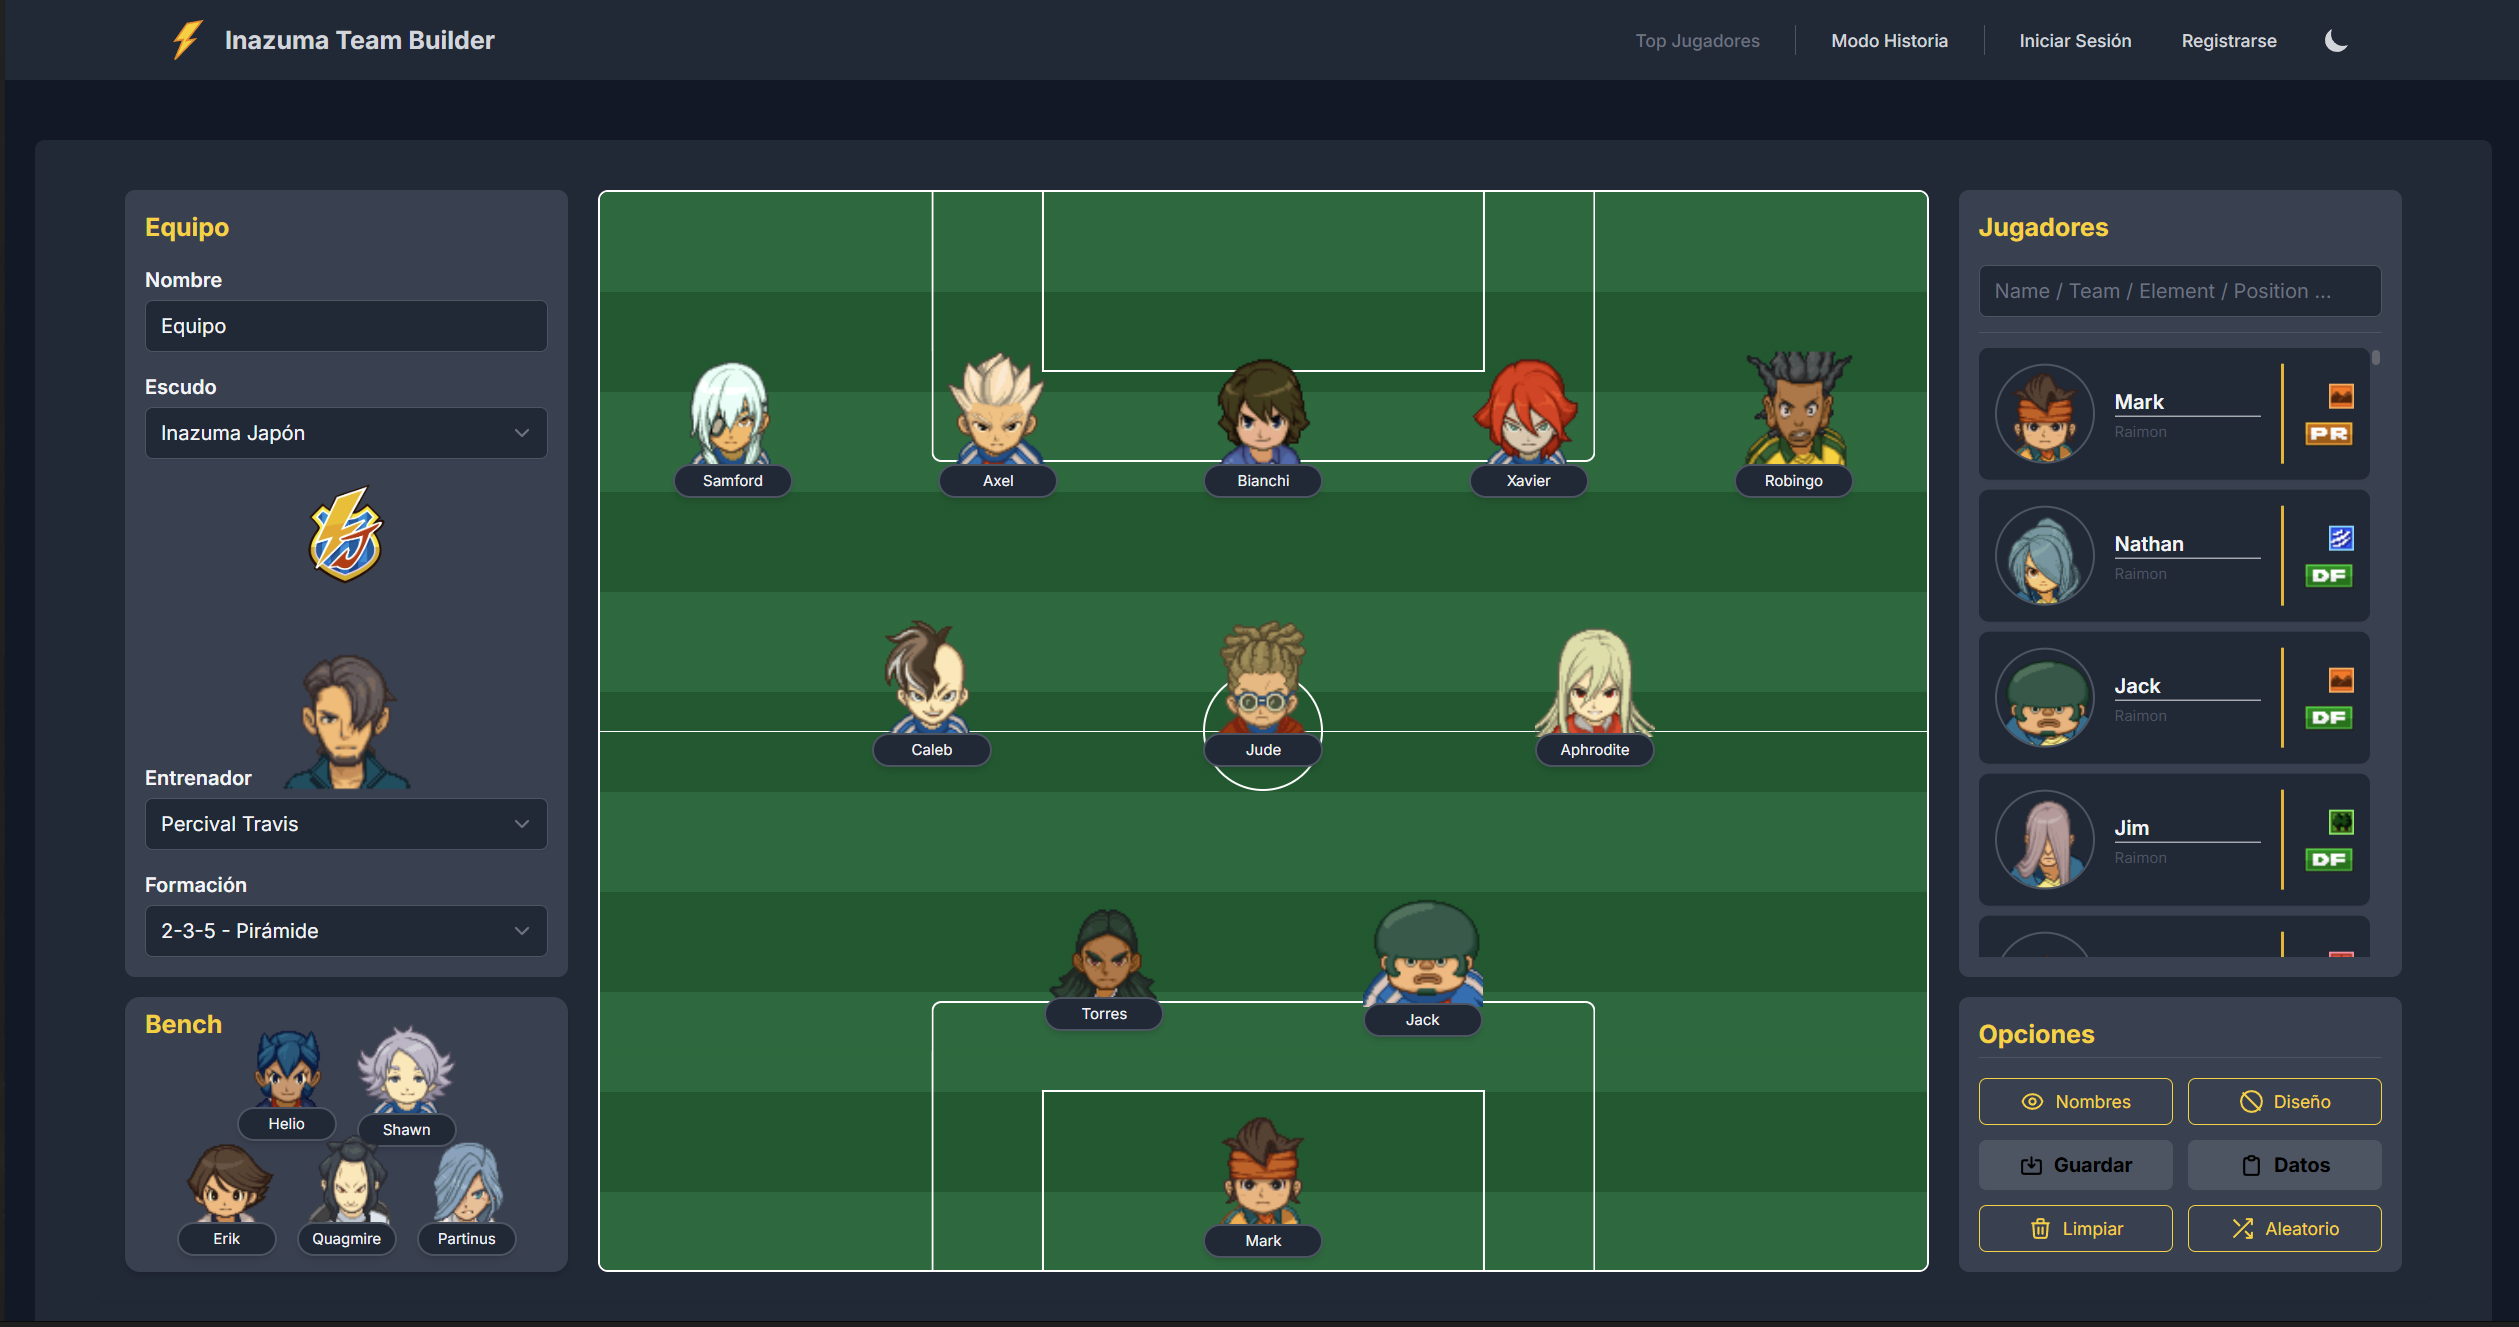 Inazuma Team Builder
Top Jugadores
Modo Historia
Iniciar Sesión
Registrarse
Equipo
Nombre
Equipo
Escudo
Inazuma Japón
Entrenador
Percival Travis
Formación
2-3-5 - Pirámide
Bench
Helio
Shawn
Erik
Quagmire
Partinus
Samford
Axel
Bianchi
Xavier
Robingo
Caleb
Jude
Aphrodite
Torres
Jack
Mark
Jugadores
Name / Team / Element / Position ...
Mark
Raimon
PR
Nathan
Raimon
DF
Jack
Raimon
DF
Jim
Raimon
DF
Opciones
Nombres
Diseño
Guardar
Datos
Limpiar
Aleatorio